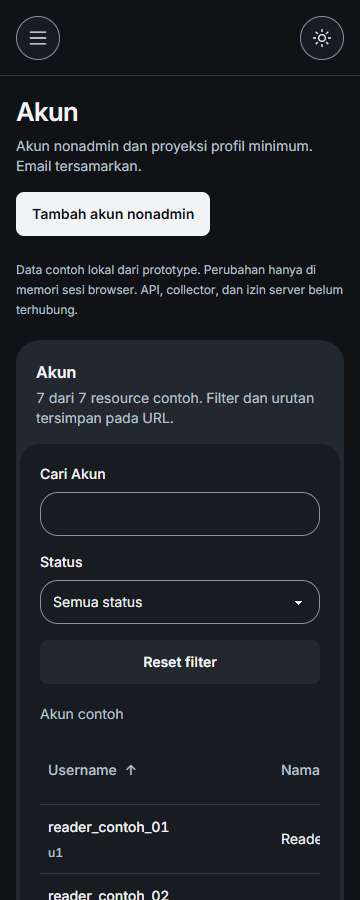 Akun
Akun nonadmin dan proyeksi profil minimum.
Email tersamarkan.
Tambah akun nonadmin
Data contoh lokal dari prototype. Perubahan hanya di
memori sesi browser. API, collector, dan izin server belum
terhubung.
Akun
7 dari 7 resource contoh. Filter dan urutan
tersimpan pada URL.
Cari Akun
Status
Semua status
Reset filter
Akun contoh
Username ↑ Nama
reader_contoh_01
u1
Reade
reader_contoh_02